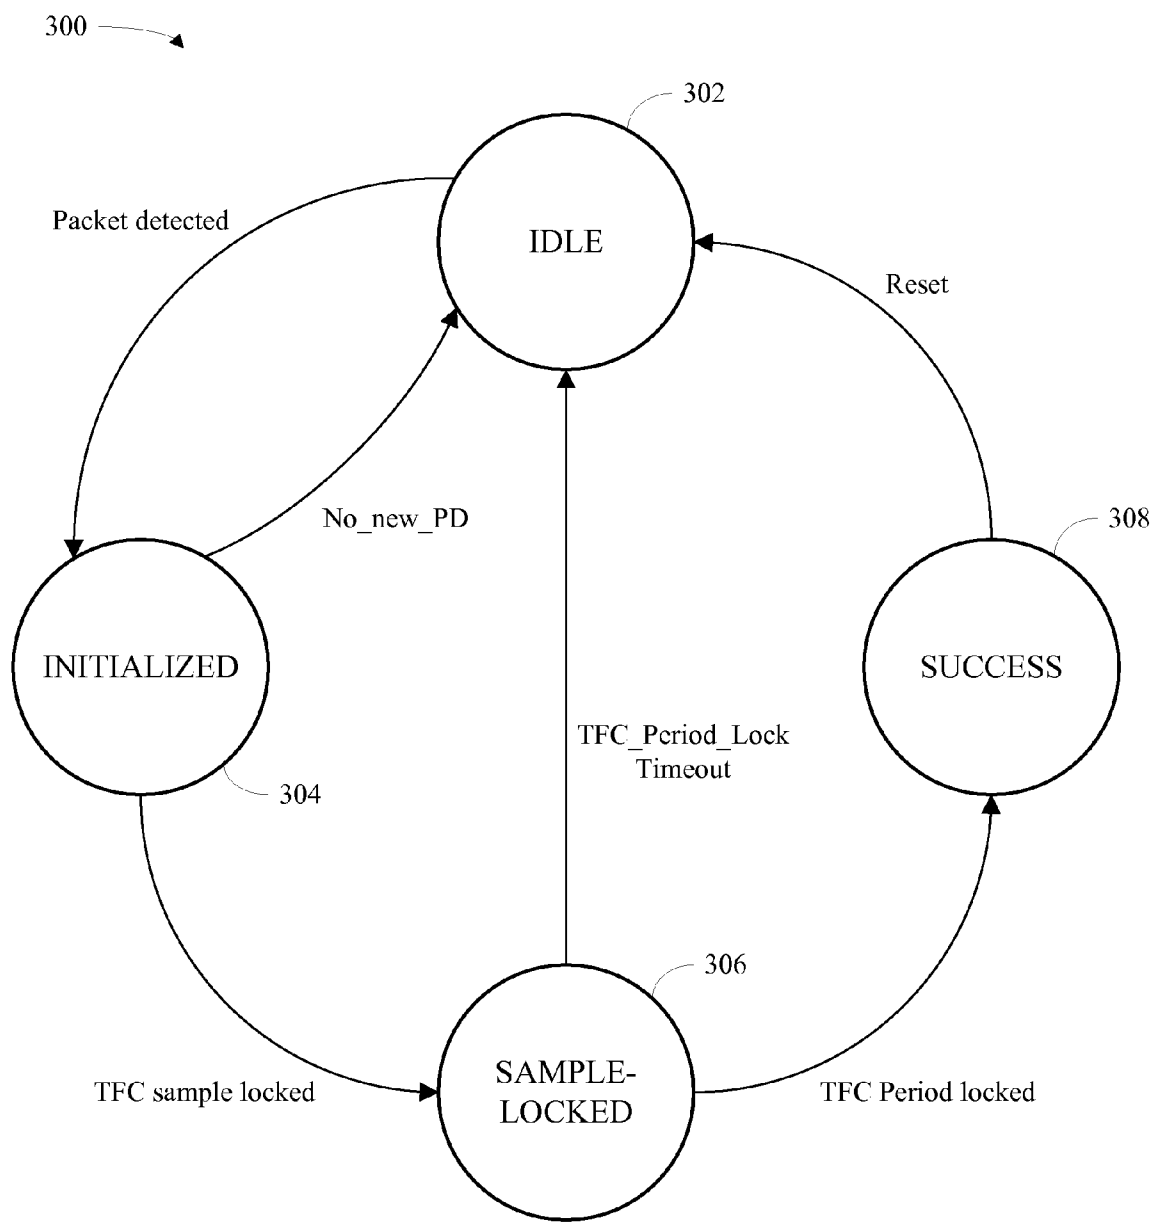 300
302
Packet detected
IDLE
Reset
No_new_PD
308
INITIALIZED
SUCCESS
TFC_Period_Lock
Timeout
304
306
SAMPLE-
LOCKED
TFC sample locked
TFC Period locked